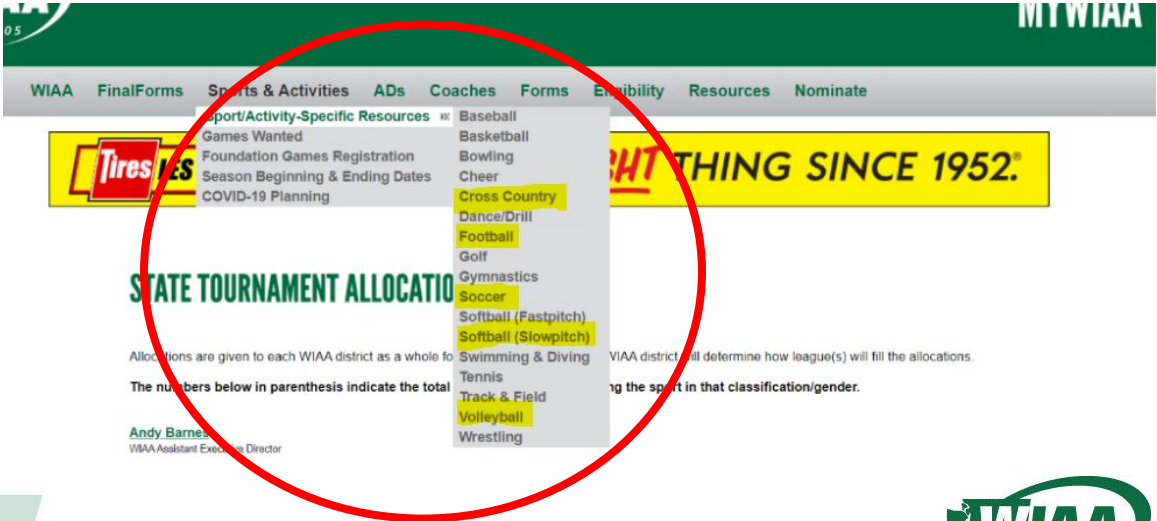 05
MYWIAA
WIAA FinalForms Sports & Activities ADs Coaches Forms Eligibility Resources Nominate
Sport/Activity-Specific Resources
Games Wanted
Foundation Games Registration
Season Beginning & Ending Dates
COVID-19 Planning
Baseball
Basketball
Bowling
Cheer
Cross Country
Dance/Drill
Football
Golf
Gymnastics
Soccer
Softball (Fastpitch)
Softball (Slowpitch)
Swimming & Diving
Tennis
Track & Field
Volleyball
Wrestling
Tires THING SINCE 1952.®
STATE TOURNAMENT ALLOCATIO
Allocations are given to each WIAA district as a whole WIAA district will determine how league(s) will fill the allocations.
The numbers below in parenthesis indicate the total the sport in that classification/gender.
Andy Barnes
WIAA Assistant Executive Director
WIAA